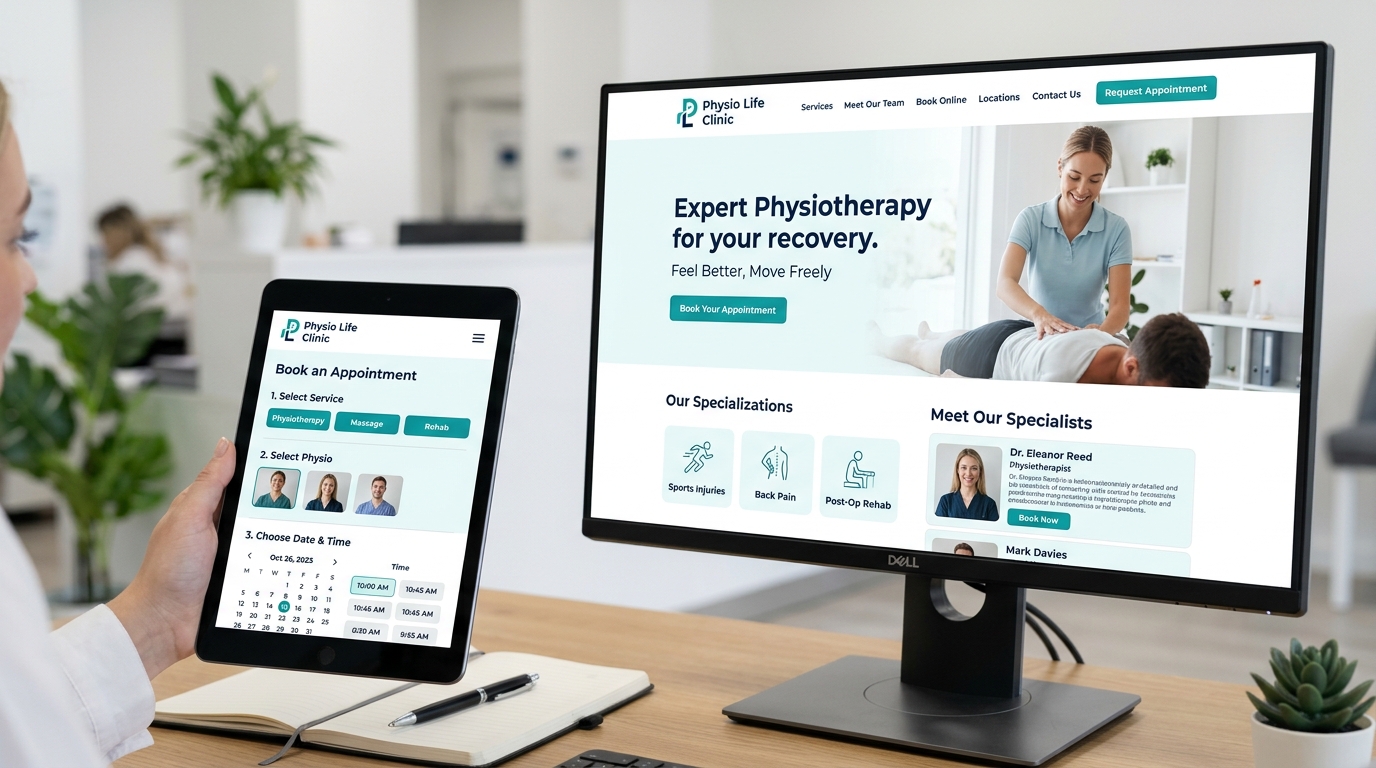 Physio Life
Clinic
Book an Appointment
1. Select Service
Physiotherapy
Massage
Rehab
2. Select Physio
3. Choose Date & Time
Oct 26, 2025
M T W T F F S
1 2 3 4
5 6 7 8 9 10 11
12 13 14 16 17 18
19 20 21 23 24 25
26 27 28 29 30 31
Time
10:00 AM
10:45 AM
10:46 AM
10:45 AM
9:55 AM
Physio Life
Clinic
Services
Meet Our Team
Book Online
Locations
Contact Us
Request Appointment
Expert Physiotherapy
for your recovery.
Feel Better, Move Freely
Book Your Appointment
Our Specializations
Sports Injuries
Back Pain
Post-Op Rehab
Meet Our Specialists
Dr. Eleanor Reed
Physietherapist
Book Now
Mark Davies
DELL